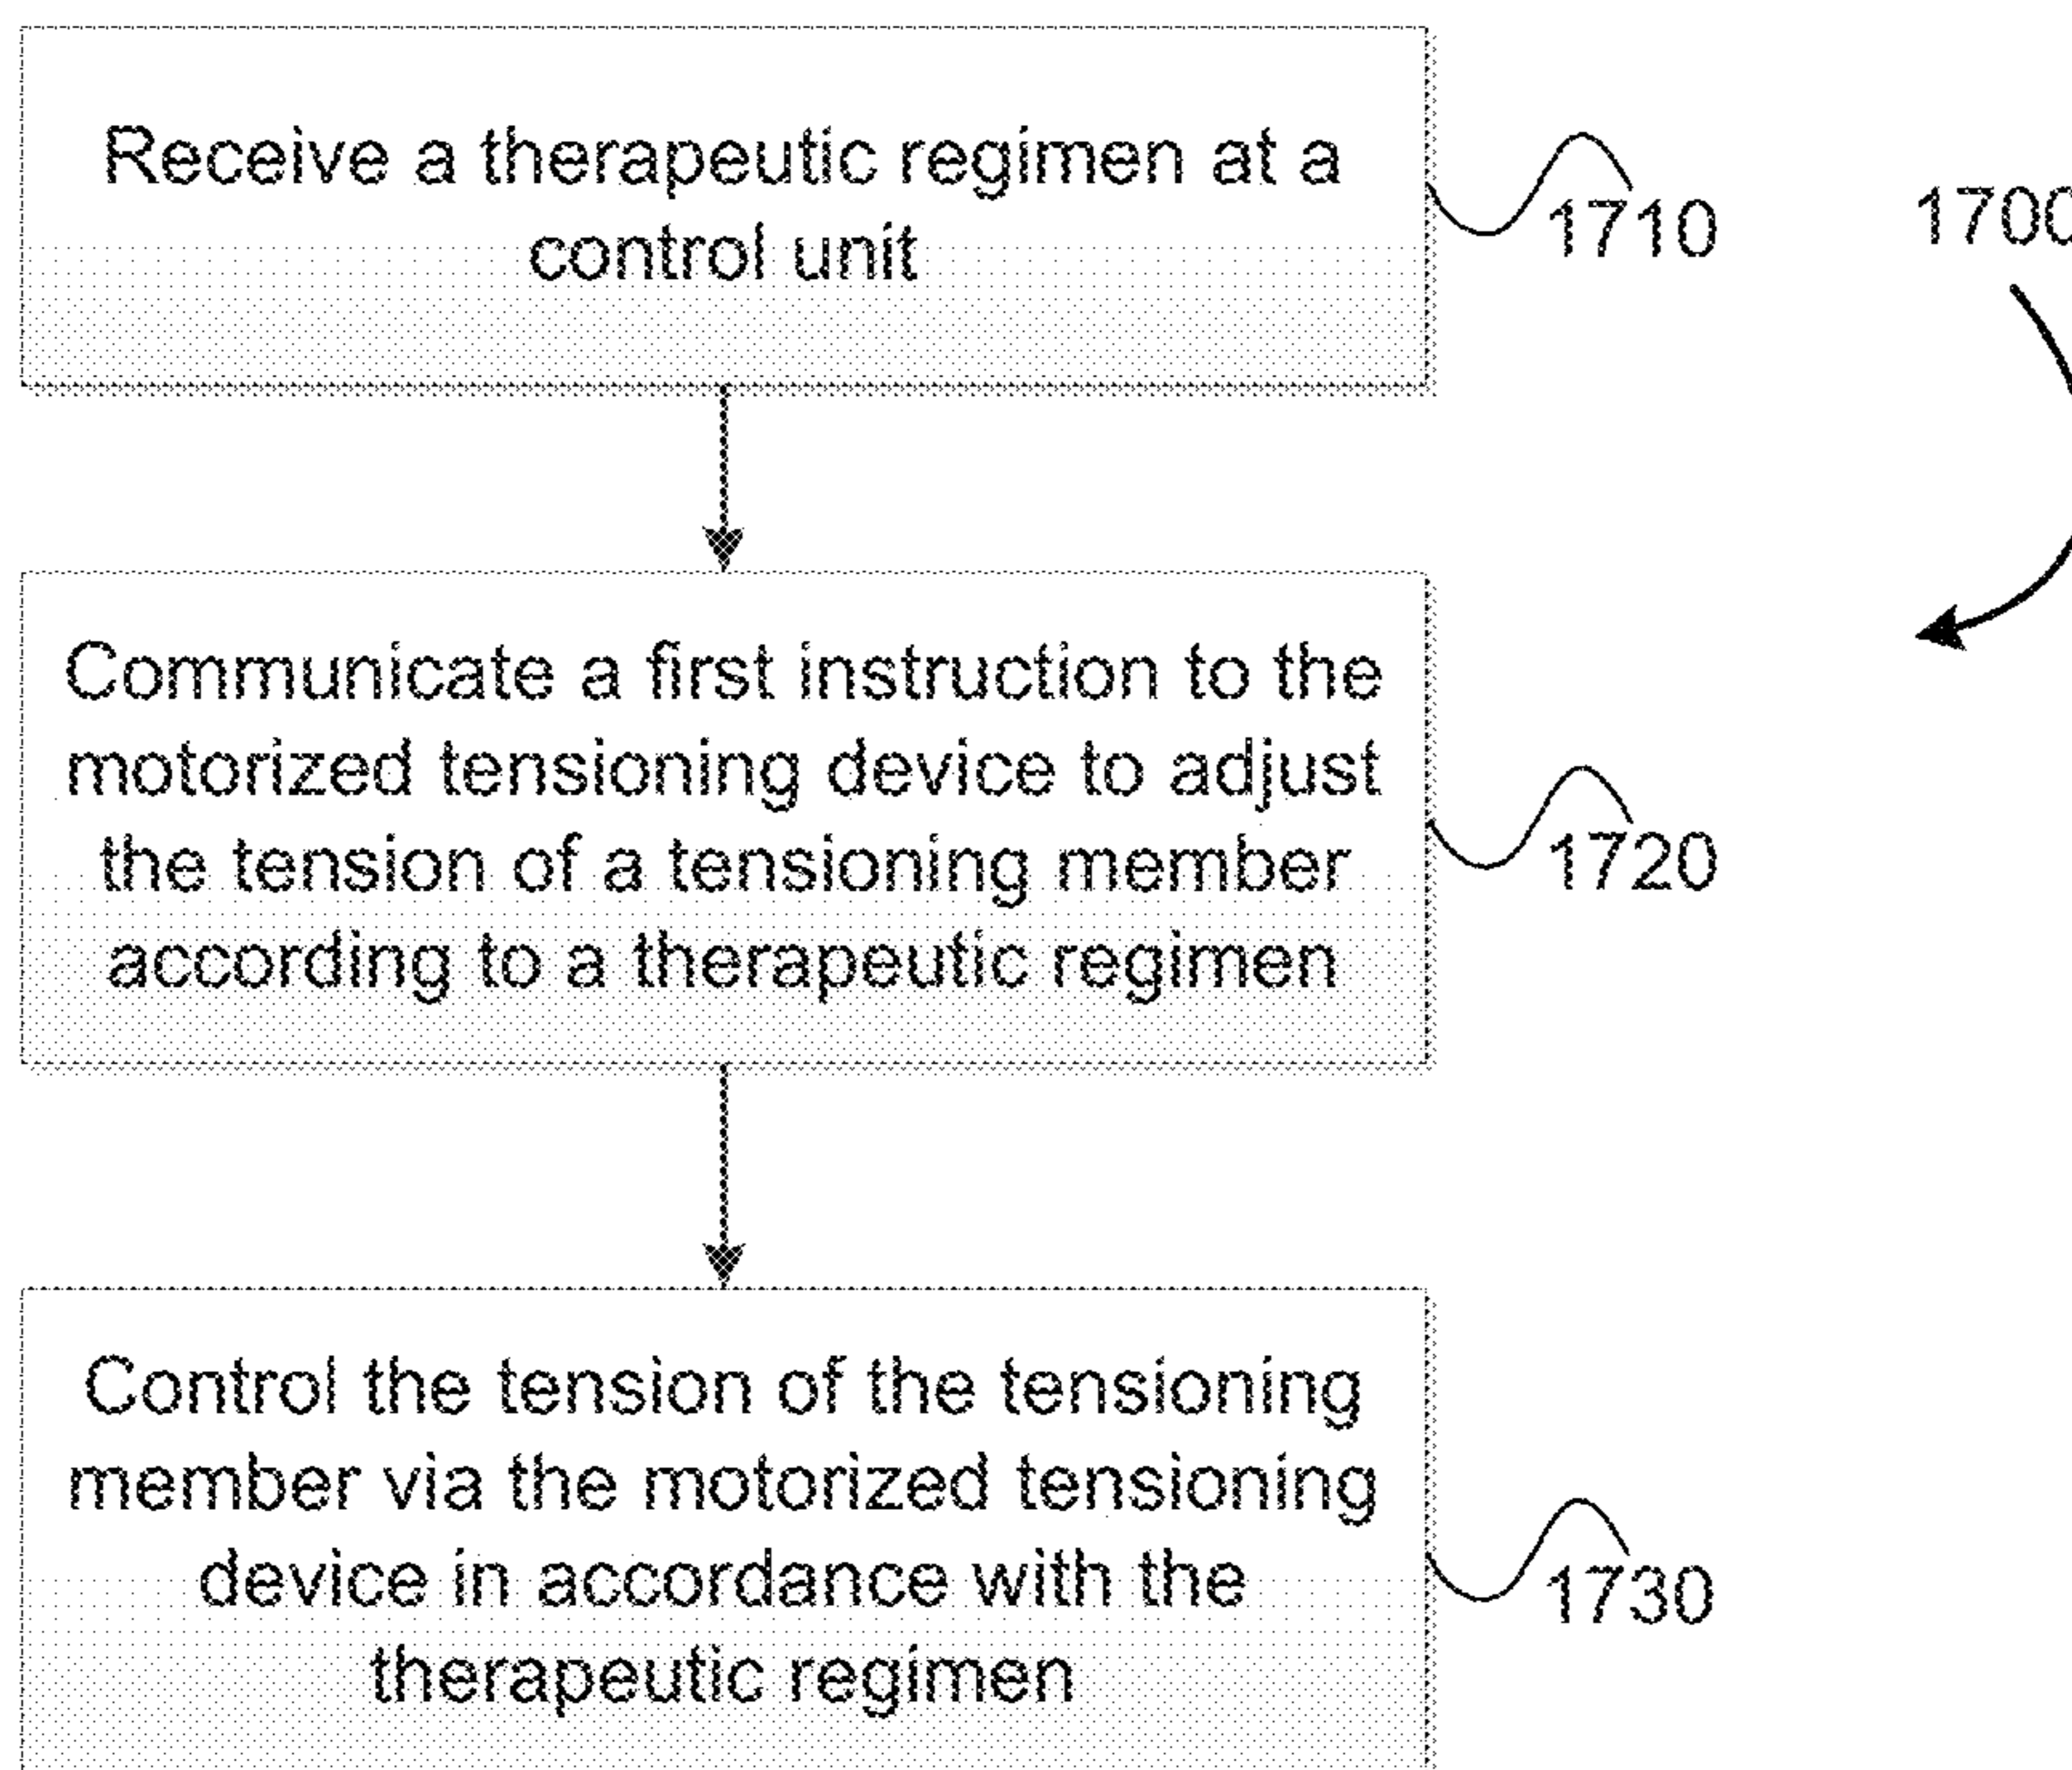 Receive a therapeutic regimen at a
control unit
1710
1700
Communicate a first instruction to the
motorized tensioning device to adjust
the tension of a tensioning member
according to a therapeutic regimen
1720
Control the tension of the tensioning
member via the motorized tensioning
device in accordance with the
therapeutic regimen
1730